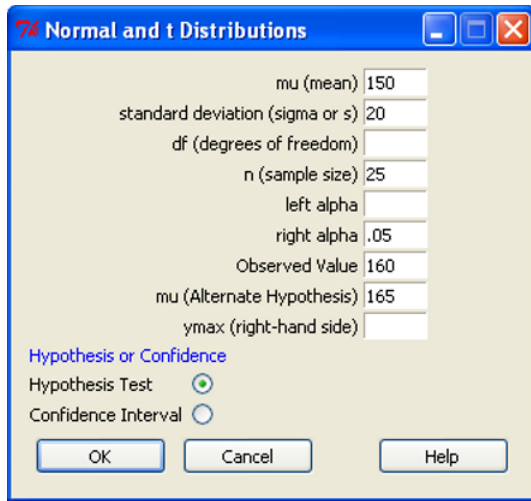 Normal and t Distributions
mu (mean) 150
standard deviation (sigma or s) 20
df (degrees of freedom)
n (sample size) 25
left alpha
right alpha .05
Observed Value 160
mu (Alternate Hypothesis) 165
ymax (right-hand side)
Hypothesis or Confidence
Hypothesis Test
Confidence Interval
OK Cancel Help